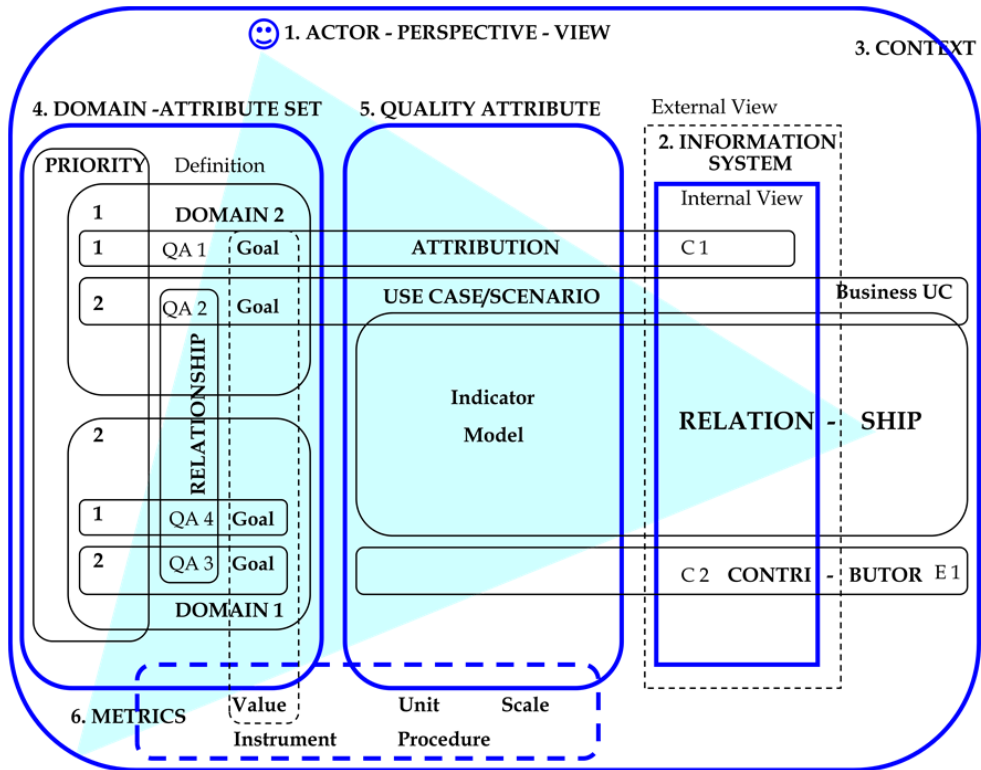 1. ACTOR - PERSPECTIVE - VIEW
3. CONTEXT
4. DOMAIN -ATTRIBUTE SET
5. QUALITY ATTRIBUTE
External View
PRIORITY
Definition
2. INFORMATION
SYSTEM
Internal View
1
DOMAIN 2
1
QA 1
Goal
ATTRIBUTION
C 1
2
QA 2
Goal
USE CASE/SCENARIO
Business UC
RELATIONSHIP
Indicator
Model
RELATION - SHIP
2
1
QA 4
Goal
2
QA 3
Goal
C 2 CONTRI - BUTOR E 1
DOMAIN 1
6. METRICS
Value
Unit
Scale
Instrument
Procedure